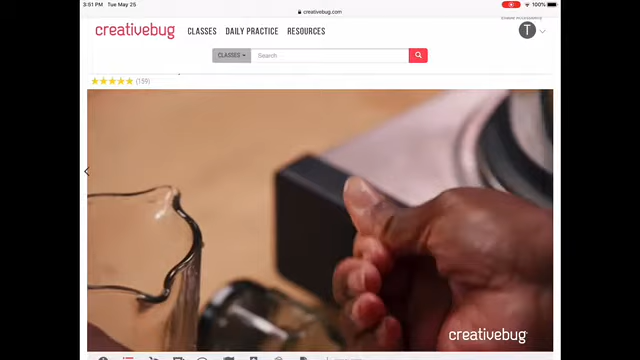 3:51 PM Tue May 25
creativebug.com
100%
creativebug CLASSES DAILY PRACTICE RESOURCES T
CLASSES Search
(159)
creativebug